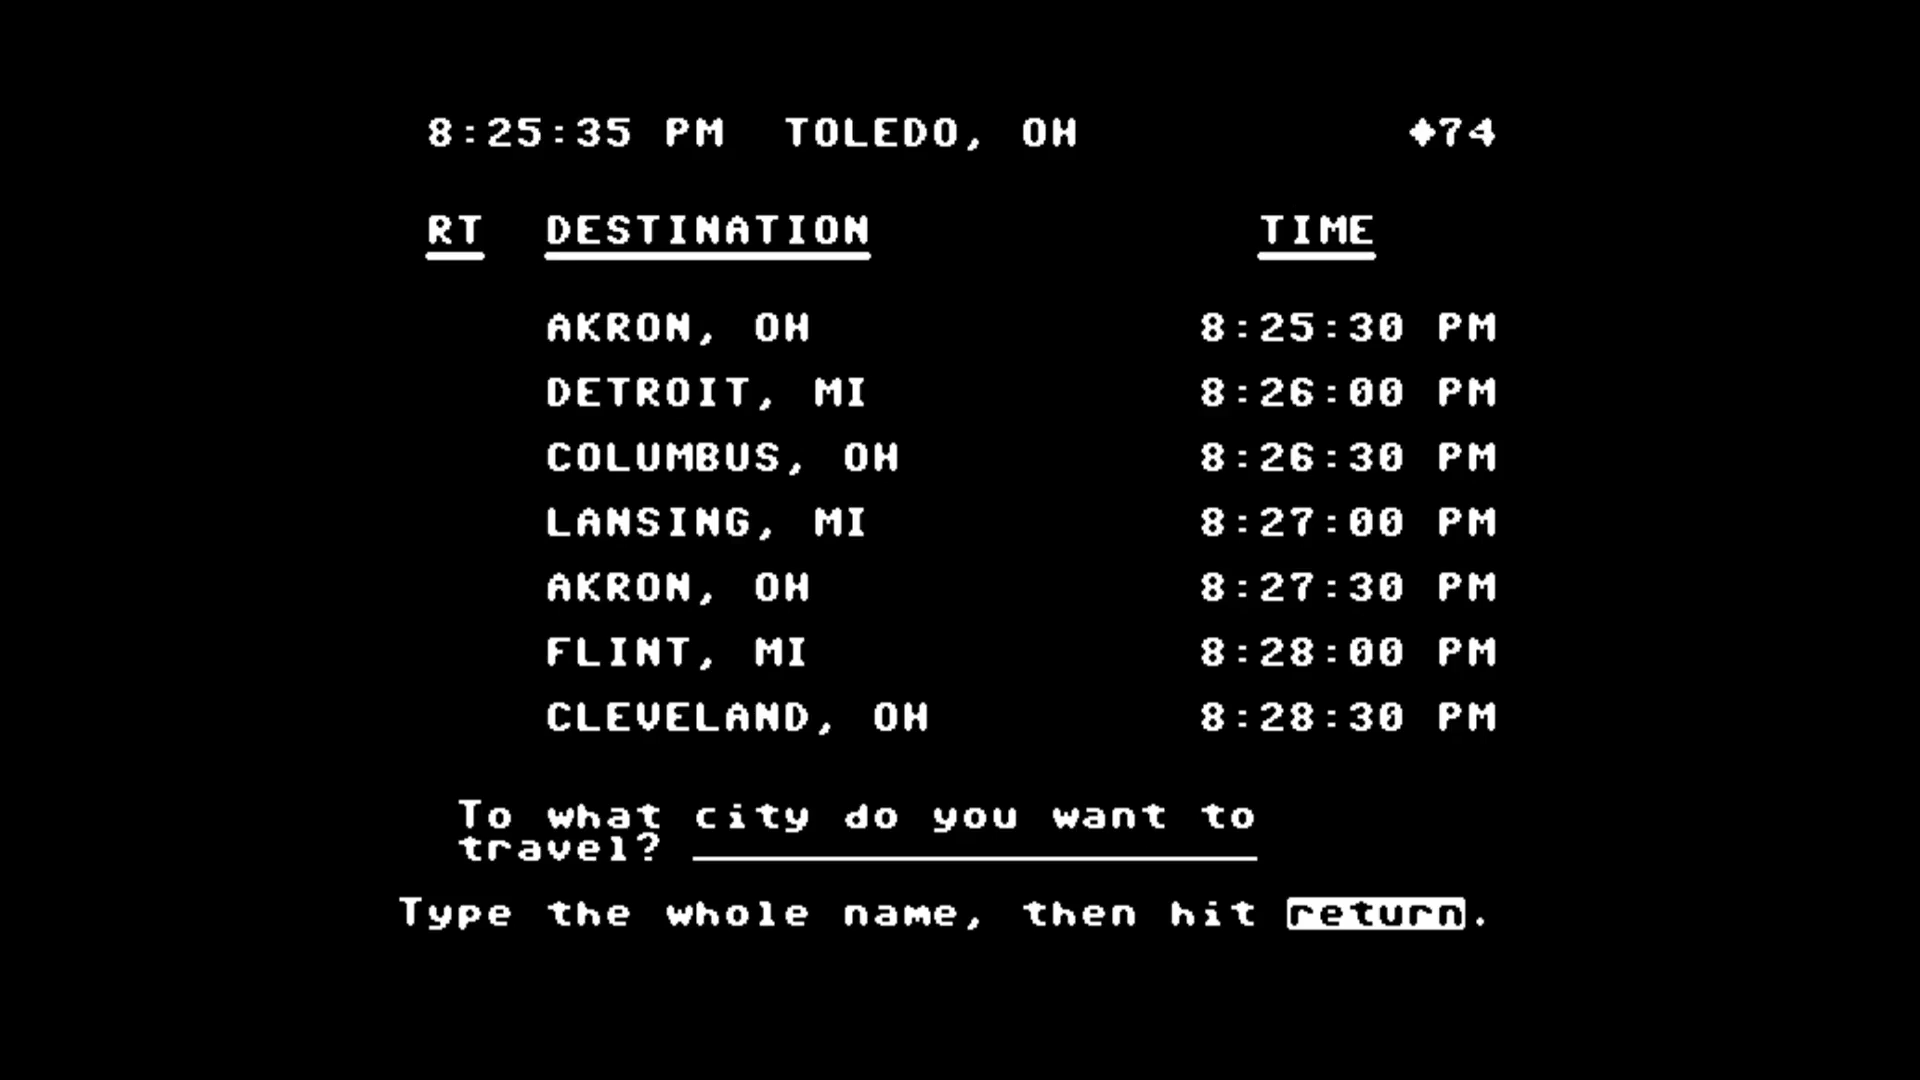 8:25:35 PM TOLEDO, OH ♦74
RT DESTINATION TIME
AKRON, OH 8:25:30 PM
DETROIT, MI 8:26:00 PM
COLUMBUS, OH 8:26:30 PM
LANSING, MI 8:27:00 PM
AKRON, OH 8:27:30 PM
FLINT, MI 8:28:00 PM
CLEVELAND, OH 8:28:30 PM
To what city do you want to
travel? ___________________
Type the whole name, then hit return.